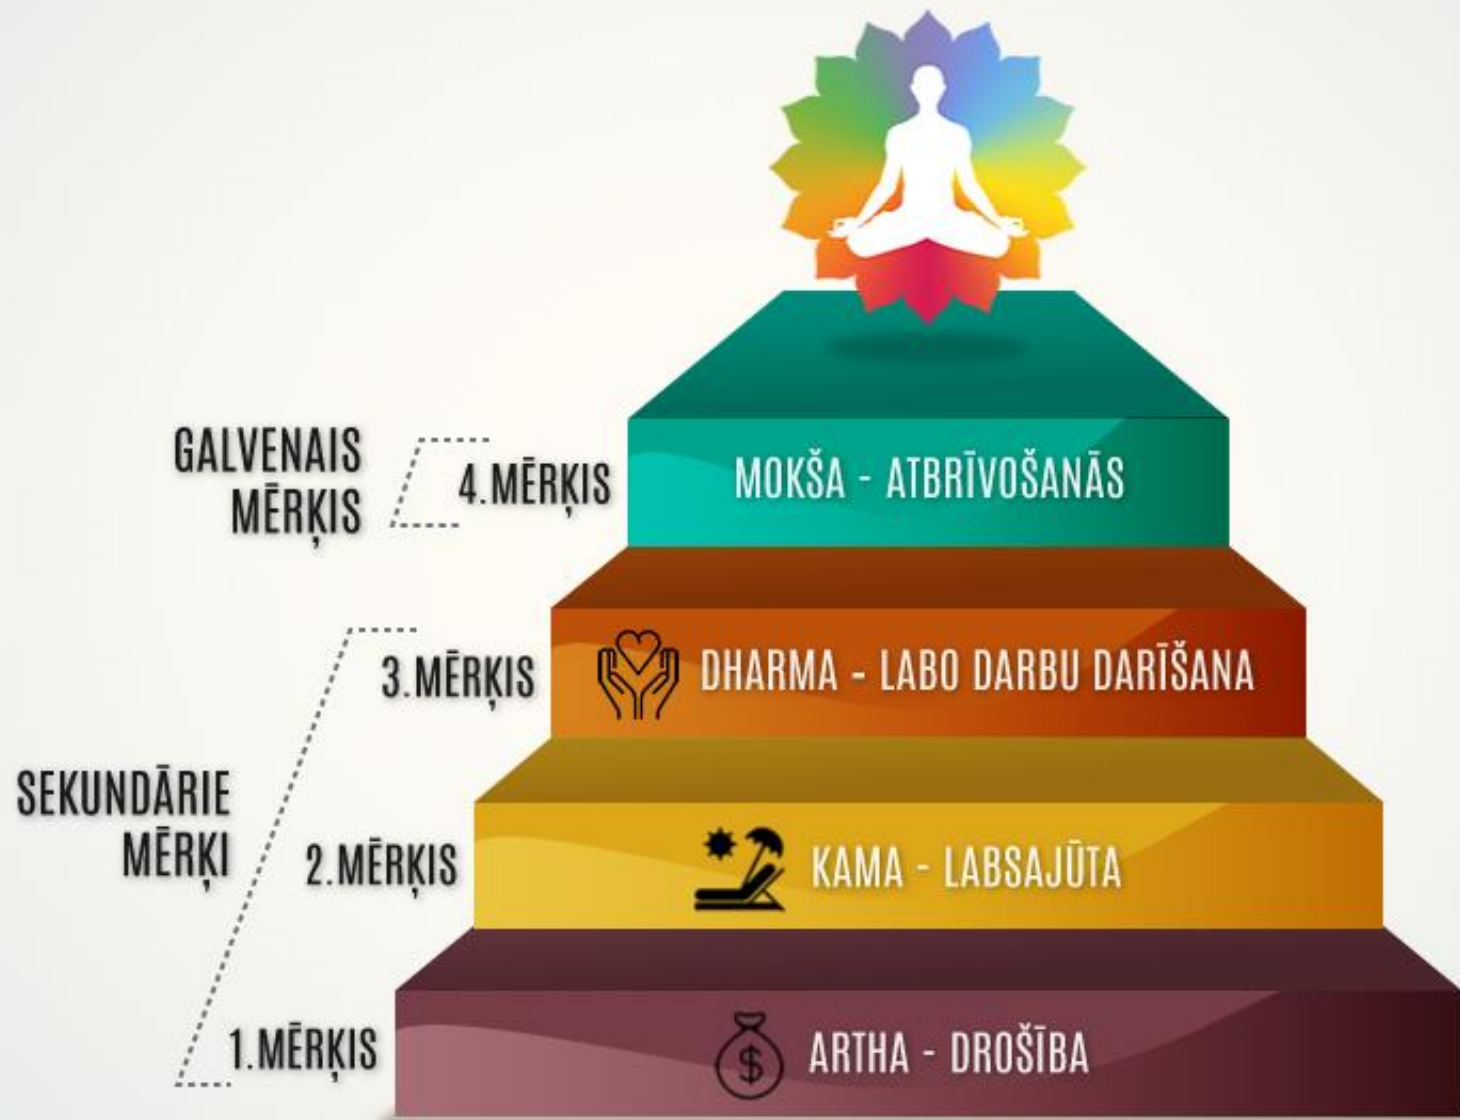 GALVENAIS
MĒRĶIS
4.MĒRĶIS
MOKŠA - ATBRĪVOŠANĀS
3.MĒRĶIS
DHARMA - LABO DARBU DARĪŠANA
SEKUNDĀRIE
MĒRĶI
2.MĒRĶIS
KAMA - LABSAJŪTA
1.MĒRĶIS
$
ARTHA - DROŠĪBA